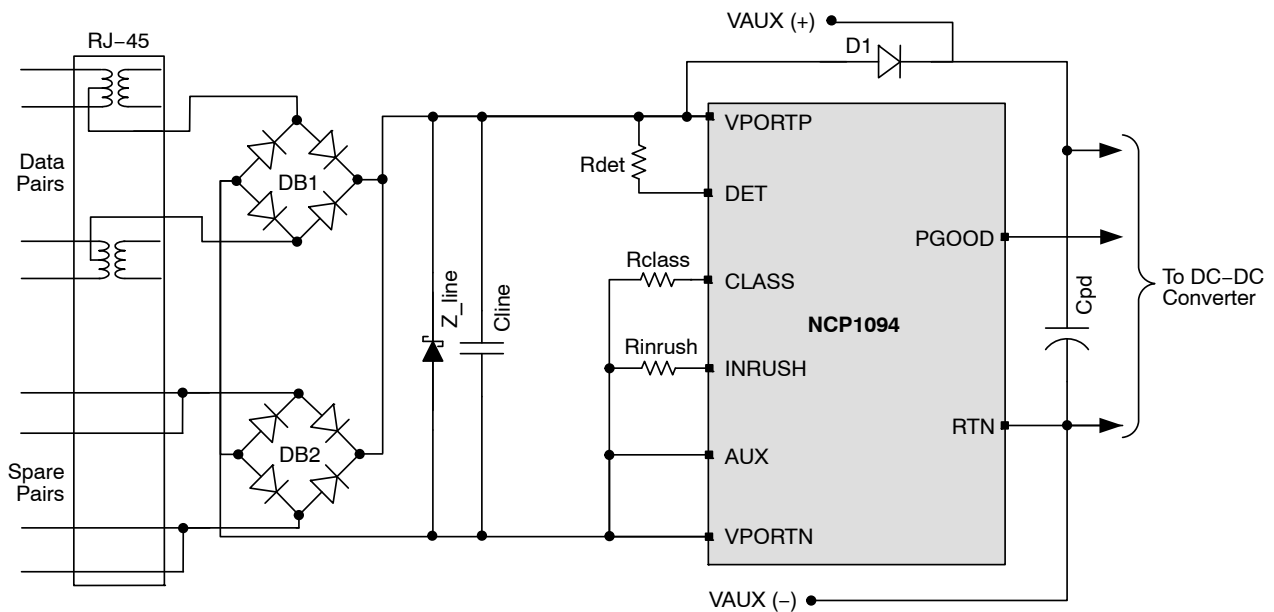 VAUX (+)
RJ−45
D1
VPORTP
Data
Pairs
DB1
Rdet
DET
PGOOD
Rclass
CLASS
To DC−DC
Converter
Z_line
Cline
Cpd
NCP1094
Rinrush
INRUSH
RTN
DB2
AUX
Spare
Pairs
VPORTN
VAUX (−)